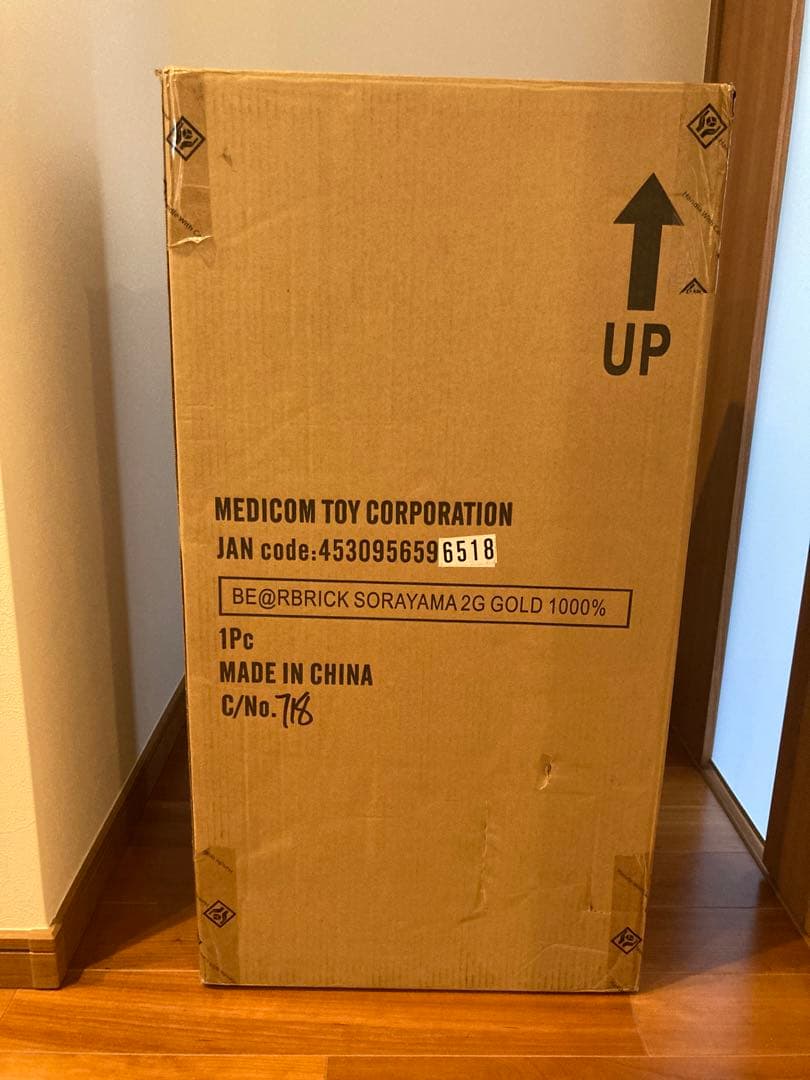 UP
MEDICOM TOY CORPORATION
JAN code:4530956596518
BE@RBRICK SORAYAMA 2G GOLD 1000%
1Pc
MADE IN CHINA
C/No.718